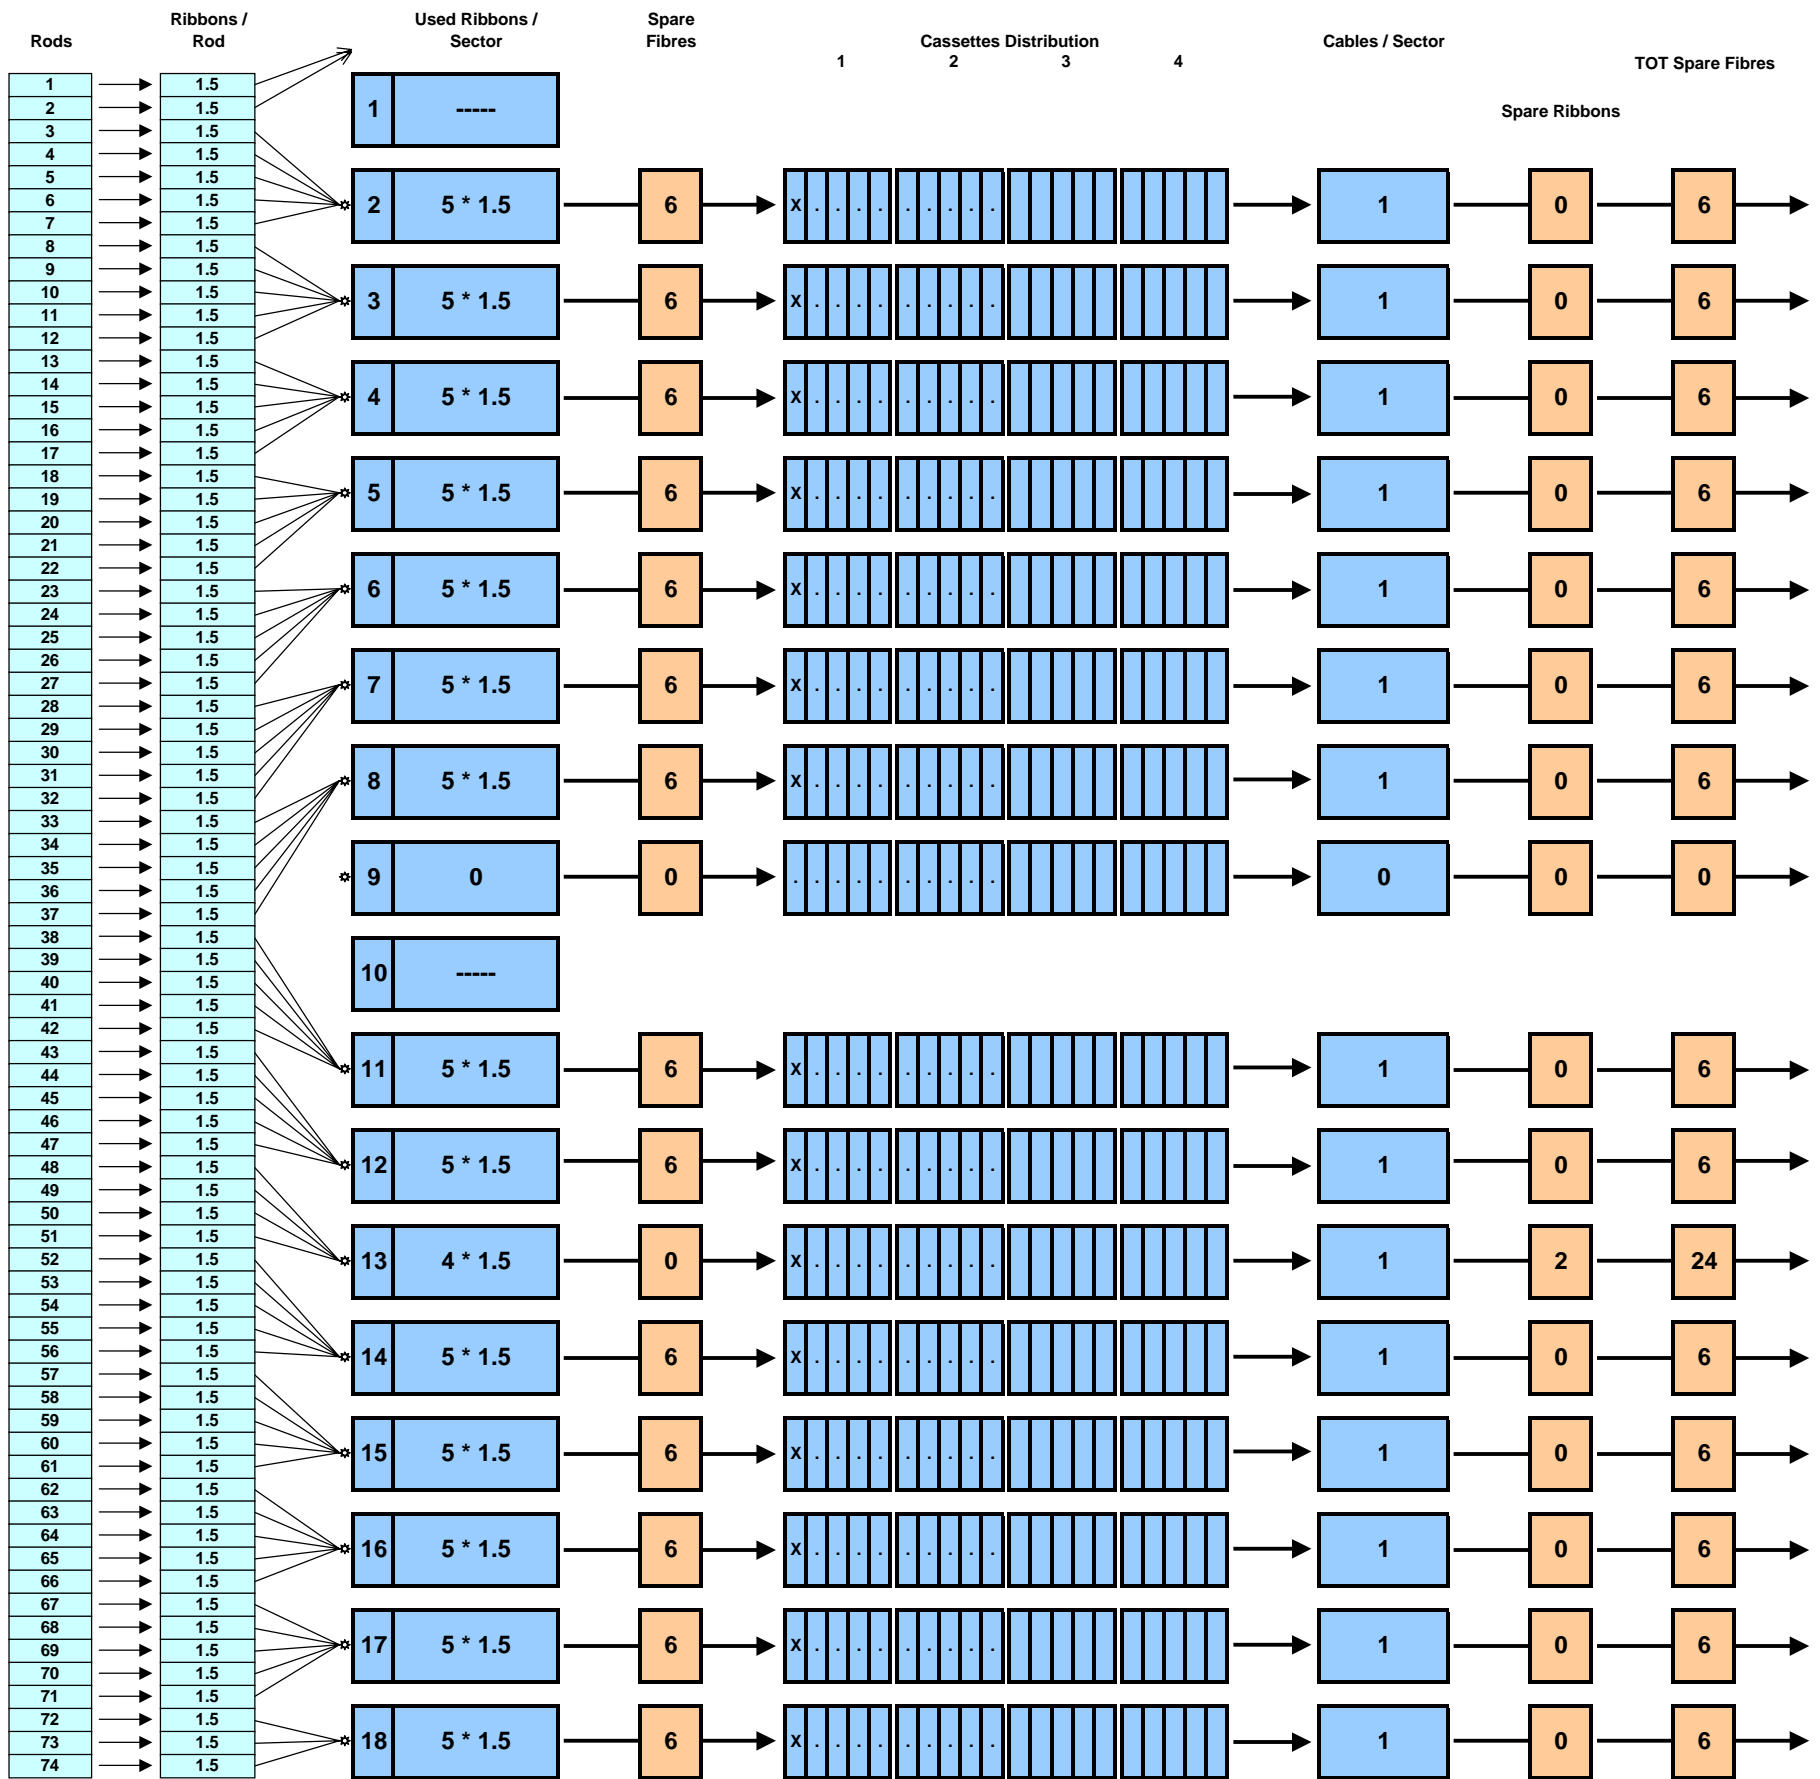 Rods
Ribbons /
Rod
Used Ribbons /
Sector
Spare
Fibres
Cassettes Distribution
1 2 3 4
Cables / Sector
Spare Ribbons
TOT Spare Fibres
1 1.5
2 1.5
3 1.5
4 1.5
5 1.5
6 1.5
7 1.5
8 1.5
9 1.5
10 1.5
11 1.5
12 1.5
13 1.5
14 1.5
15 1.5
16 1.5
17 1.5
18 1.5
19 1.5
20 1.5
21 1.5
22 1.5
23 1.5
24 1.5
25 1.5
26 1.5
27 1.5
28 1.5
29 1.5
30 1.5
31 1.5
32 1.5
33 1.5
34 1.5
35 1.5
36 1.5
37 1.5
38 1.5
39 1.5
40 1.5
41 1.5
42 1.5
43 1.5
44 1.5
45 1.5
46 1.5
47 1.5
48 1.5
49 1.5
50 1.5
51 1.5
52 1.5
53 1.5
54 1.5
55 1.5
56 1.5
57 1.5
58 1.5
59 1.5
60 1.5
61 1.5
62 1.5
63 1.5
64 1.5
65 1.5
66 1.5
67 1.5
68 1.5
69 1.5
70 1.5
71 1.5
72 1.5
73 1.5
74 1.5
1 -----
2 5 * 1.5 6 X . . . . . . . . . 1 0 6
3 5 * 1.5 6 X . . . . . . . . . 1 0 6
4 5 * 1.5 6 X . . . . . . . . . 1 0 6
5 5 * 1.5 6 X . . . . . . . . . 1 0 6
6 5 * 1.5 6 X . . . . . . . . . 1 0 6
7 5 * 1.5 6 X . . . . . . . . . 1 0 6
8 5 * 1.5 6 X . . . . . . . . . 1 0 6
9 0 0 . . . . . . . . . . 0 0 0
10 -----
11 5 * 1.5 6 X . . . . . . . . . 1 0 6
12 5 * 1.5 6 X . . . . . . . . . 1 0 6
13 4 * 1.5 0 X . . . . . . . . . 1 2 24
14 5 * 1.5 6 X . . . . . . . . . 1 0 6
15 5 * 1.5 6 X . . . . . . . . . 1 0 6
16 5 * 1.5 6 X . . . . . . . . . 1 0 6
17 5 * 1.5 6 X . . . . . . . . . 1 0 6
18 5 * 1.5 6 X . . . . . . . . . 1 0 6